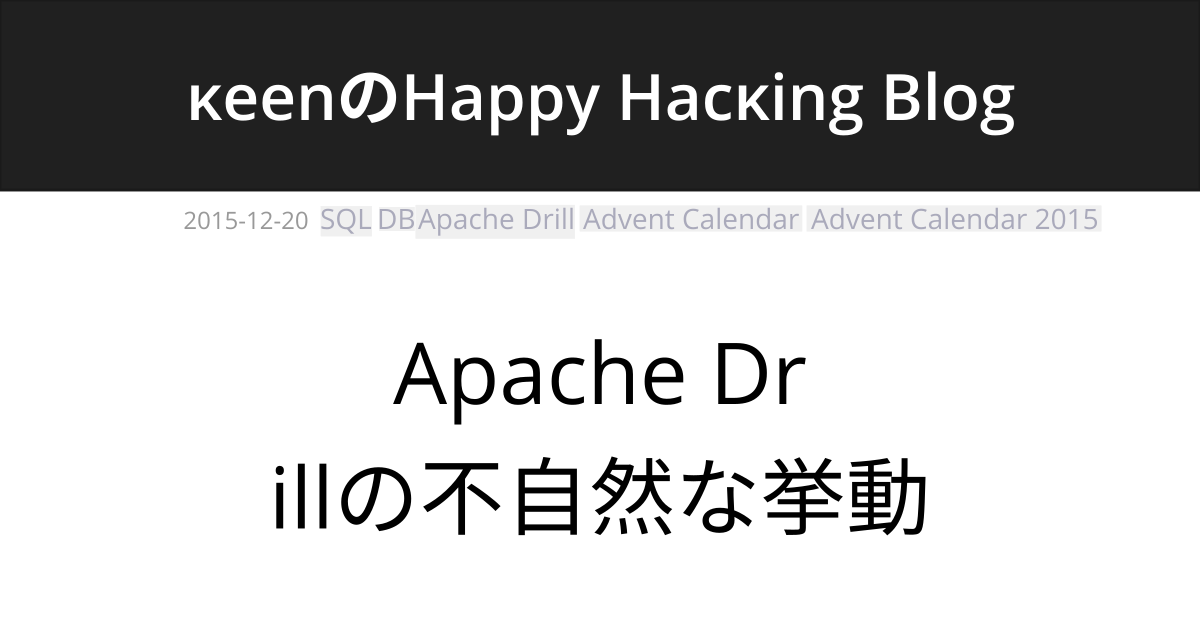 κeenのHappy Hacκing Blog
2015-12-20 SQL DB Apache Drill Advent Calendar Advent Calendar 2015
Apache Dr
illの不自然な挙動